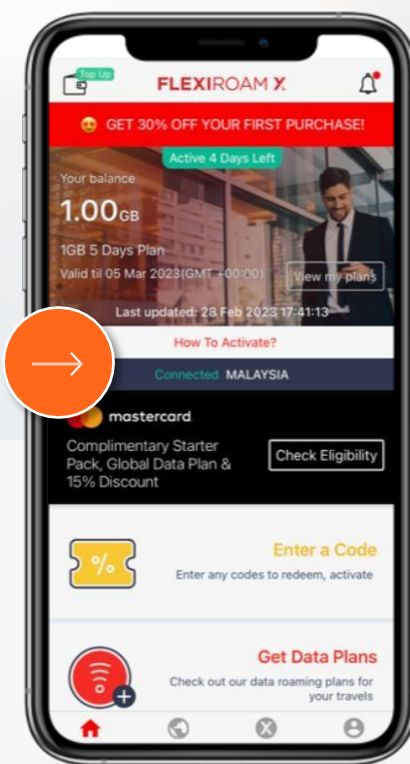 Top Up
FLEXIROAM X
GET 30% OFF YOUR FIRST PURCHASE!
Active 4 Days Left
Your balance
1.00GB
1GB 5 Days Plan
Valid til 05 Mar 2023(GMT +00:00)
View my plans
Last updated: 28 Feb 2023 17:41:13
How To Activate?
Connected MALAYSIA
mastercard
Complimentary Starter
Pack, Global Data Plan &
15% Discount
Check Eligibility
Enter a Code
Enter any codes to redeem, activate
Get Data Plans
Check out our data roaming plans for
your travels